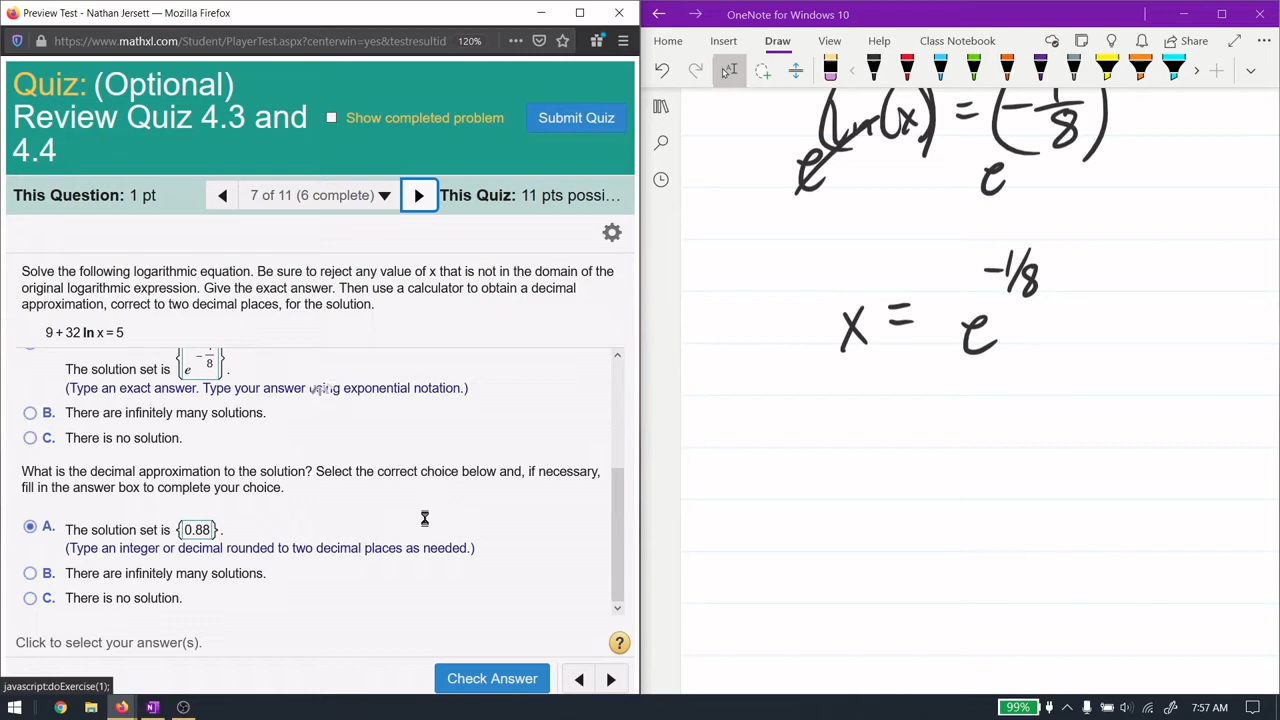 Preview Test - Nathan Jersett - Mozilla Firefox
https://www.mathxl.com/Student/PlayerTest.aspx?centerwin=yes&testresultid
120%
Quiz: (Optional)
Review Quiz 4.3 and
4.4
Show completed problem
Submit Quiz
This Question: 1 pt
7 of 11 (6 complete)
This Quiz: 11 pts possi...
Solve the following logarithmic equation. Be sure to reject any value of x that is not in the domain of the
original logarithmic expression. Give the exact answer. Then use a calculator to obtain a decimal
approximation, correct to two decimal places, for the solution.
9 + 32 ln x = 5
The solution set is {e^(-1/8)}.
(Type an exact answer. Type your answer using exponential notation.)
B. There are infinitely many solutions.
C. There is no solution.
What is the decimal approximation to the solution? Select the correct choice below and, if necessary,
fill in the answer box to complete your choice.
A. The solution set is {0.88}.
(Type an integer or decimal rounded to two decimal places as needed.)
B. There are infinitely many solutions.
C. There is no solution.
Click to select your answer(s).
?
Check Answer
javascript:doExercise(1);
OneNote for Windows 10
Home Insert Draw View Help Class Notebook Share
e^(ln(x)) = e^(-1/8)
x = e^(-1/8)
99%
7:57 AM